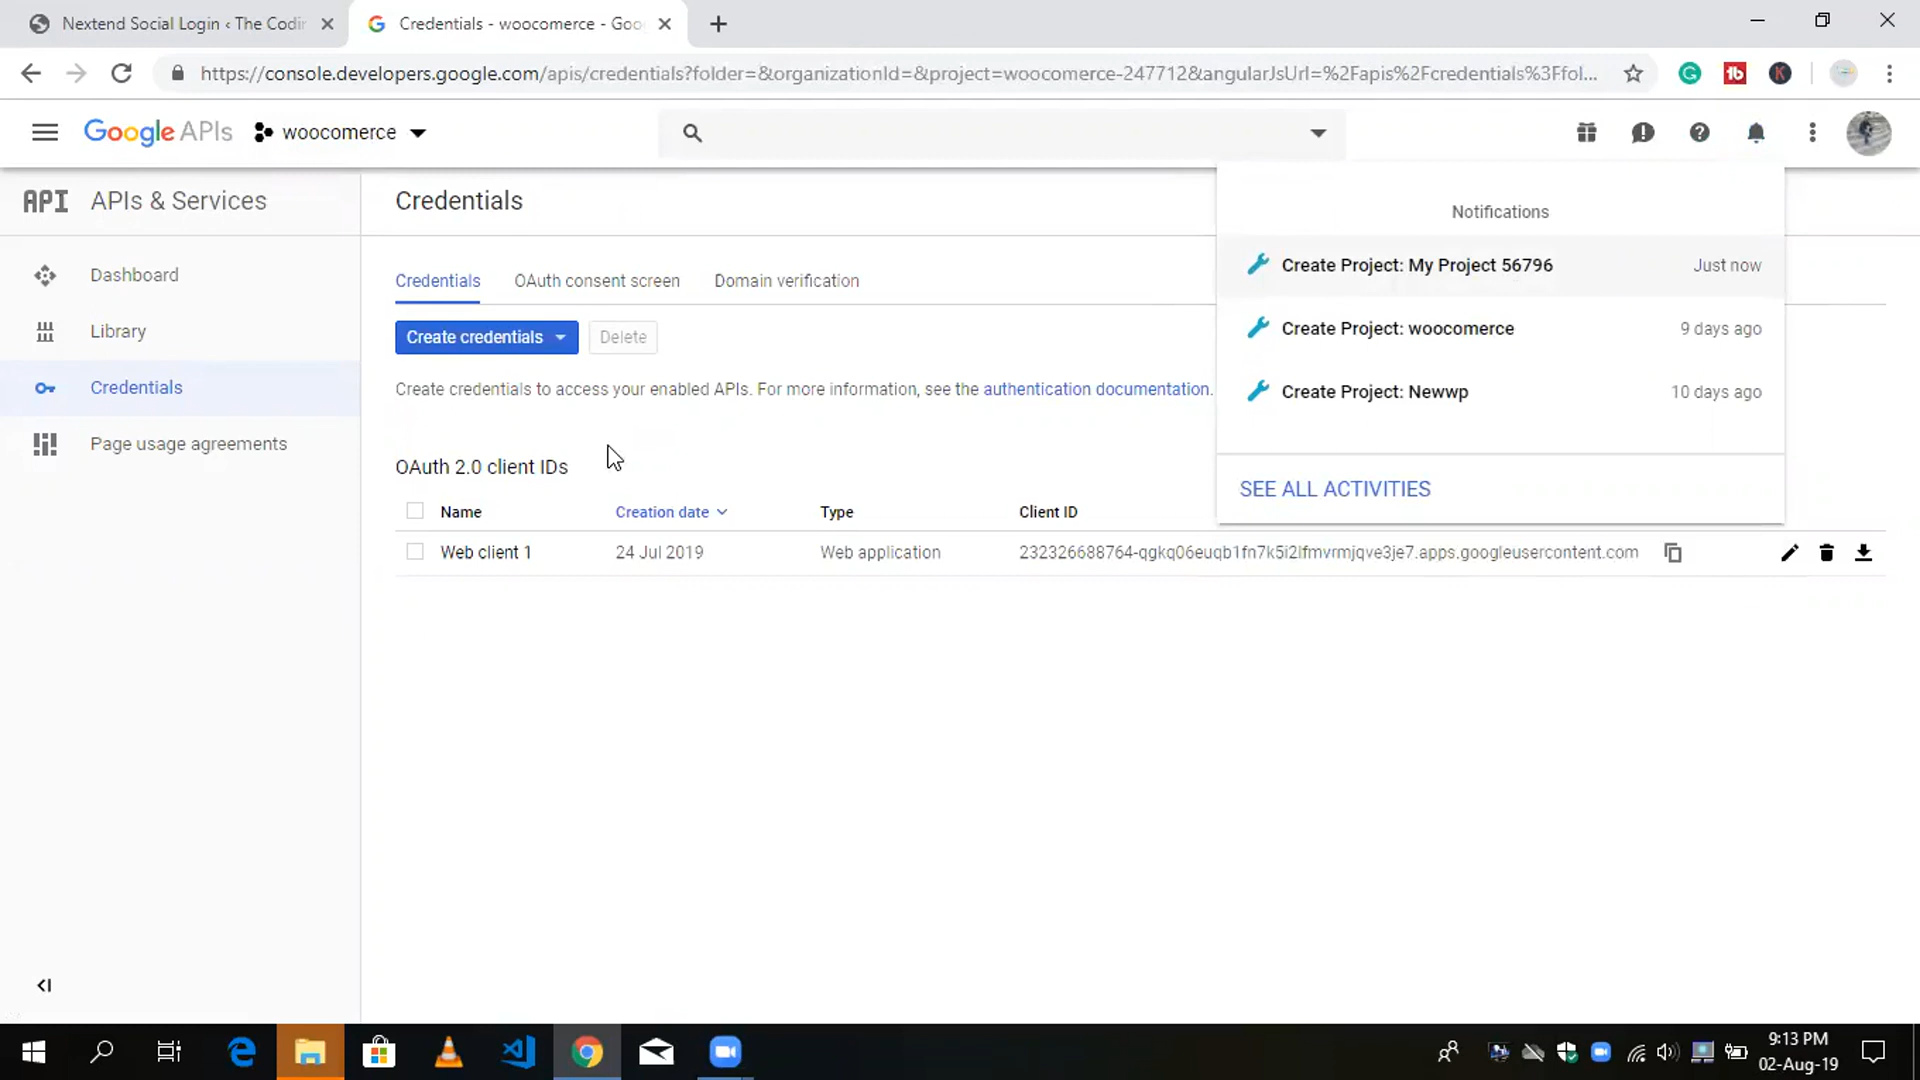 Nextend Social Login ‹ The Codin
Credentials - woocomerce - Goo
https://console.developers.google.com/apis/credentials?folder=&organizationId=&project=woocomerce-247712&angularJsUrl=%2Fapis%2Fcredentials%3Ffol...
Google APIs
woocomerce
API APIs & Services
Credentials
Notifications
Dashboard
Library
Credentials
Page usage agreements
Credentials
OAuth consent screen
Domain verification
Create credentials
Delete
Create credentials to access your enabled APIs. For more information, see the authentication documentation.
Create Project: My Project 56796 Just now
Create Project: woocomerce 9 days ago
Create Project: Newwp 10 days ago
SEE ALL ACTIVITIES
OAuth 2.0 client IDs
Name Creation date Type Client ID
Web client 1 24 Jul 2019 Web application 232326688764-qgkq06euqb1fn7k5i2lfmvrmjqve3je7.apps.googleusercontent.com
9:13 PM
02-Aug-19